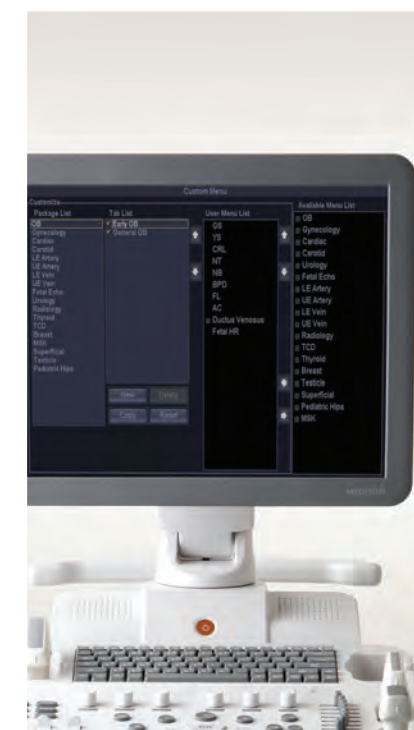 Custom Menu
Customize
Package List
OB
Gynecology
Cardiac
Carotid
LE Artery
UE Artery
LE Vein
UE Vein
Fetal Echo
Urology
Radiology
Thyroid
TCD
Breast
MSK
Superficial
Testicle
Pediatric Hips
Tab List
Early OB
General OB
New
Delete
Copy
Reset
User Menu List
GS
YS
CRL
NT
NB
BPD
FL
AC
Ductus Venosus
Fetal HR
Available Menu List
OB
Gynecology
Cardiac
Carotid
Urology
Fetal Echo
LE Artery
UE Artery
LE Vein
UE Vein
Radiology
TCD
Thyroid
Breast
Testicle
Superficial
Pediatric Hips
MSK
MEDISON